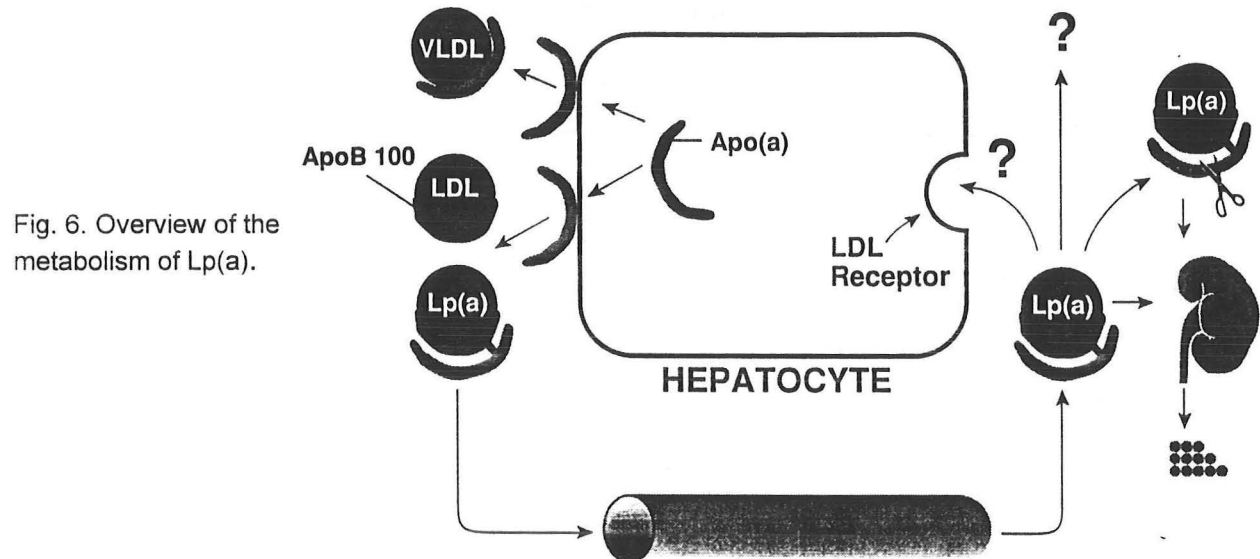 Fig. 6. Overview of the
metabolism of Lp(a).
VLDL
ApoB 100
LDL
Lp(a)
Apo(a)
LDL
Receptor
HEPATOCYTE
?
?
Lp(a)
Lp(a)